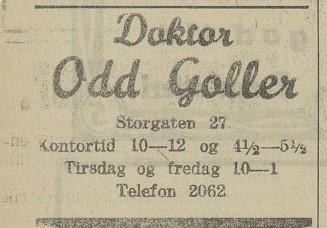 Doktor
Odd Goller
Storgaten 27.
Kontortid 10—12 og 4½—5½
Tirsdag og fredag 10—1
Telefon 2062